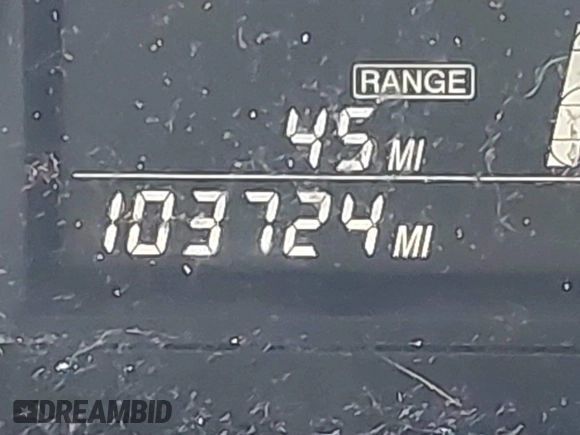 RANGE
45 MI
103724 MI
DREAMBID